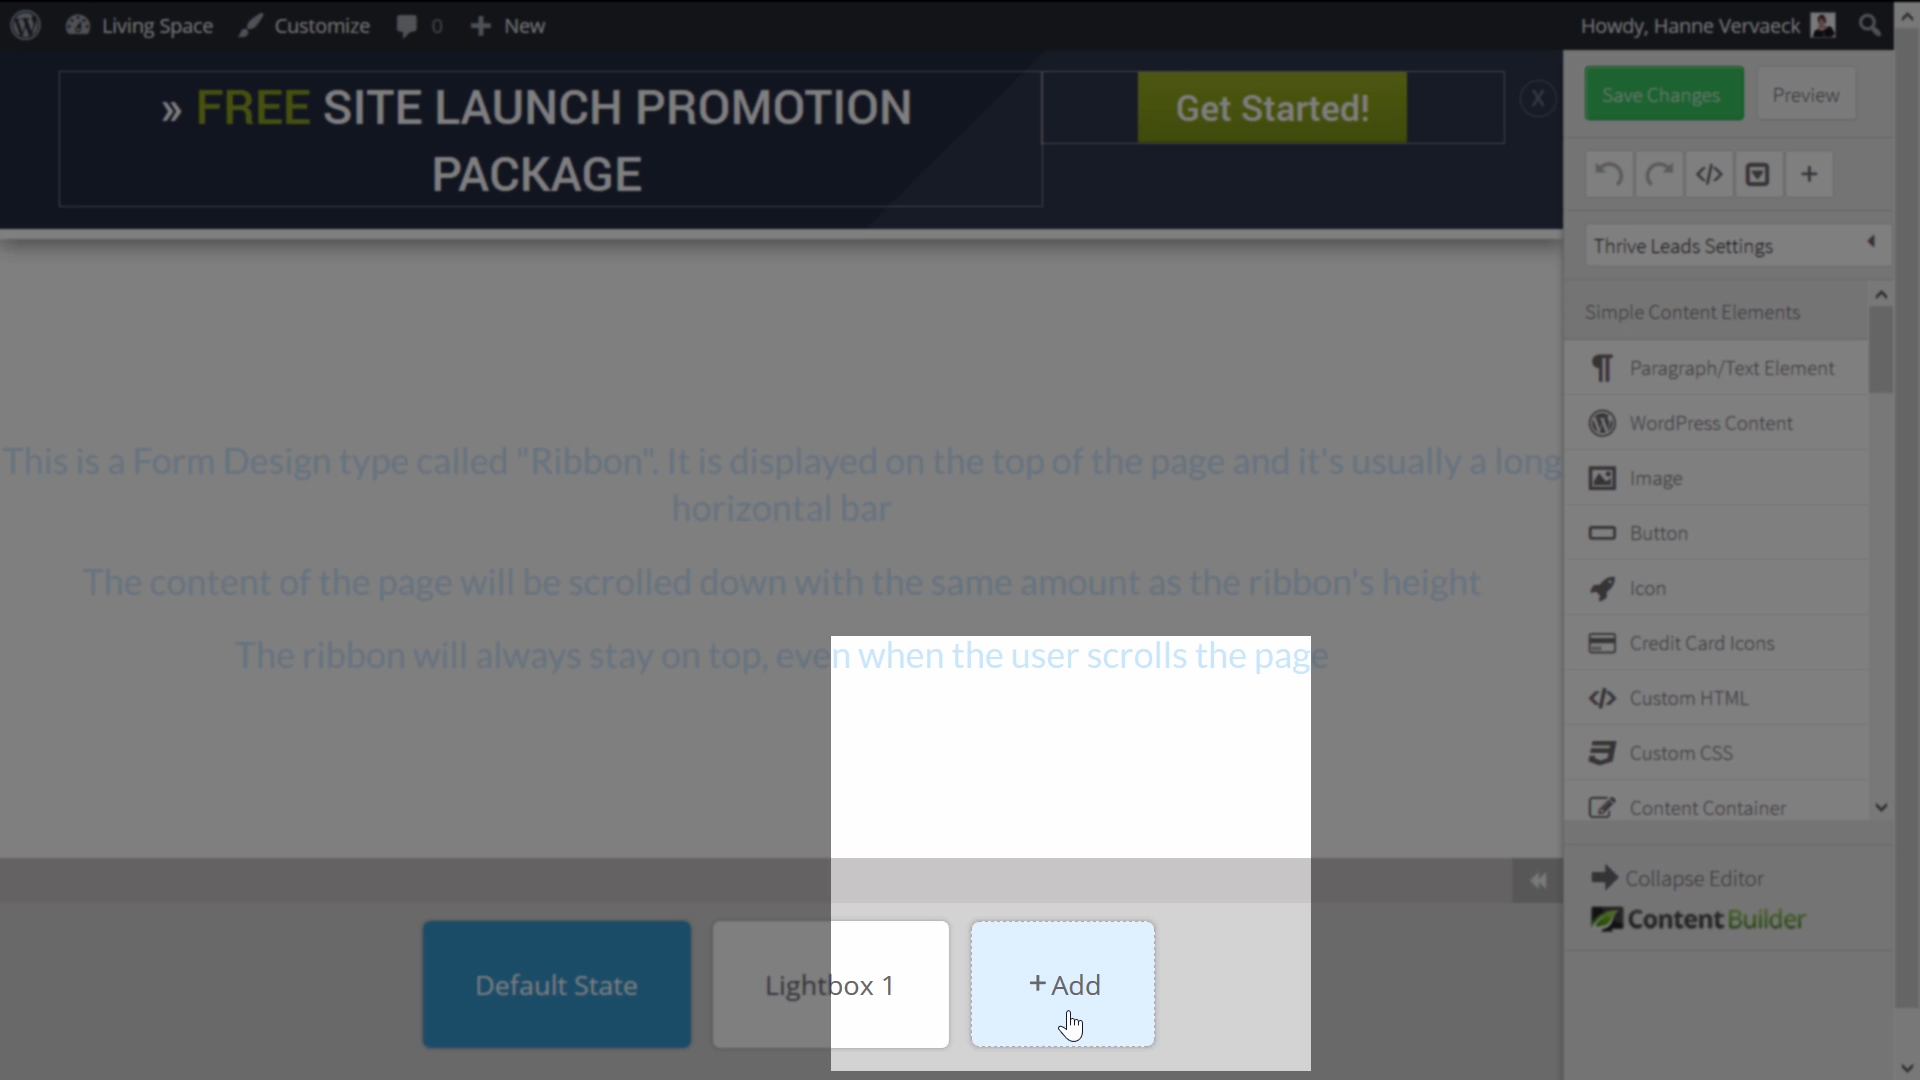 Living Space Customize 0 + New Howdy, Hanne Vervaeck
» FREE SITE LAUNCH PROMOTION
PACKAGE
Get Started!
X
Save Changes Preview
Thrive Leads Settings
Simple Content Elements
Paragraph/Text Element
WordPress Content
Image
Button
Icon
Credit Card Icons
Custom HTML
Custom CSS
Content Container
This is a Form Design type called "Ribbon". It is displayed on the top of the page and it's usually a long
horizontal bar
The content of the page will be scrolled down with the same amount as the ribbon's height
The ribbon will always stay on top, even when the user scrolls the page
Collapse Editor
Content Builder
Default State
Lightbox 1
+ Add